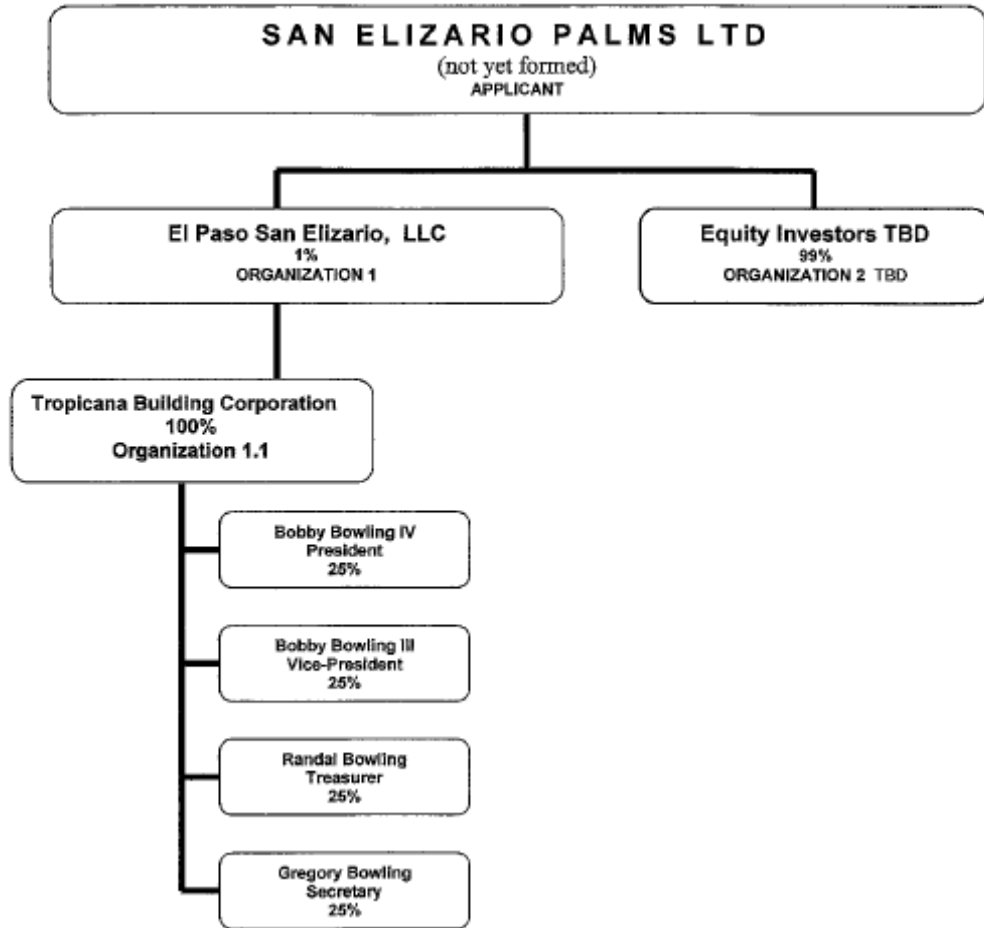 SAN ELIZARIO PALMS LTD
(not yet formed)
APPLICANT
El Paso San Elizario, LLC
1%
ORGANIZATION 1
Equity Investors TBD
99%
ORGANIZATION 2 TBD
Tropicana Building Corporation
100%
Organization 1.1
Bobby Bowling IV
President
25%
Bobby Bowling III
Vice-President
25%
Randal Bowling
Treasurer
25%
Gregory Bowling
Secretary
25%